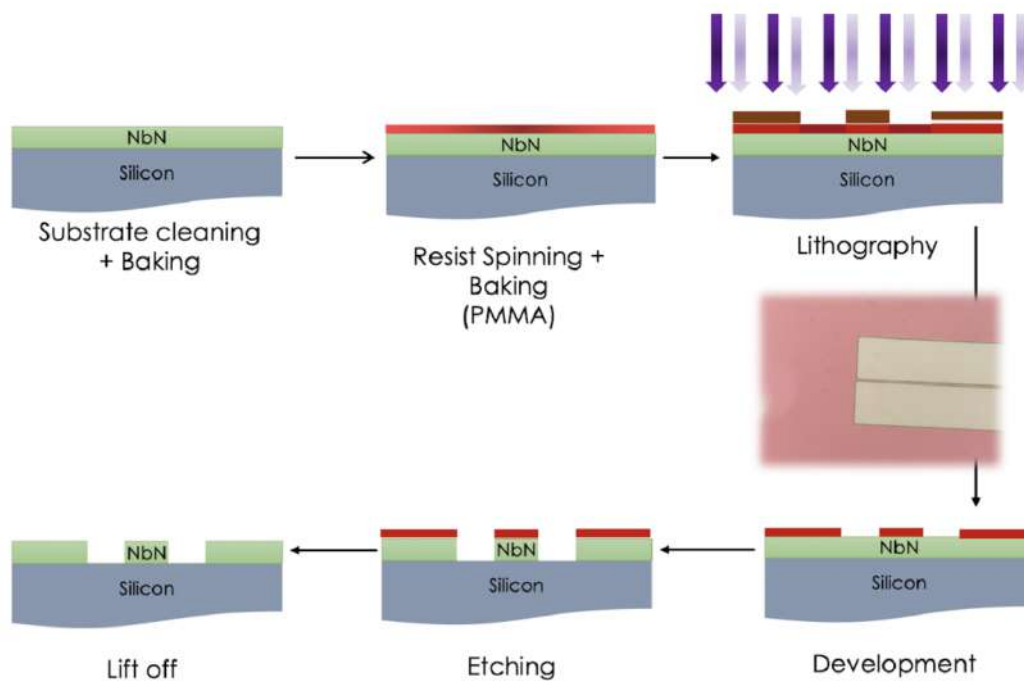 NbN
Silicon
Substrate cleaning
+ Baking
NbN
Silicon
Resist Spinning +
Baking
(PMMA)
NbN
Silicon
Lithography
NbN
Silicon
Lift off
NbN
Silicon
Etching
NbN
Silicon
Development